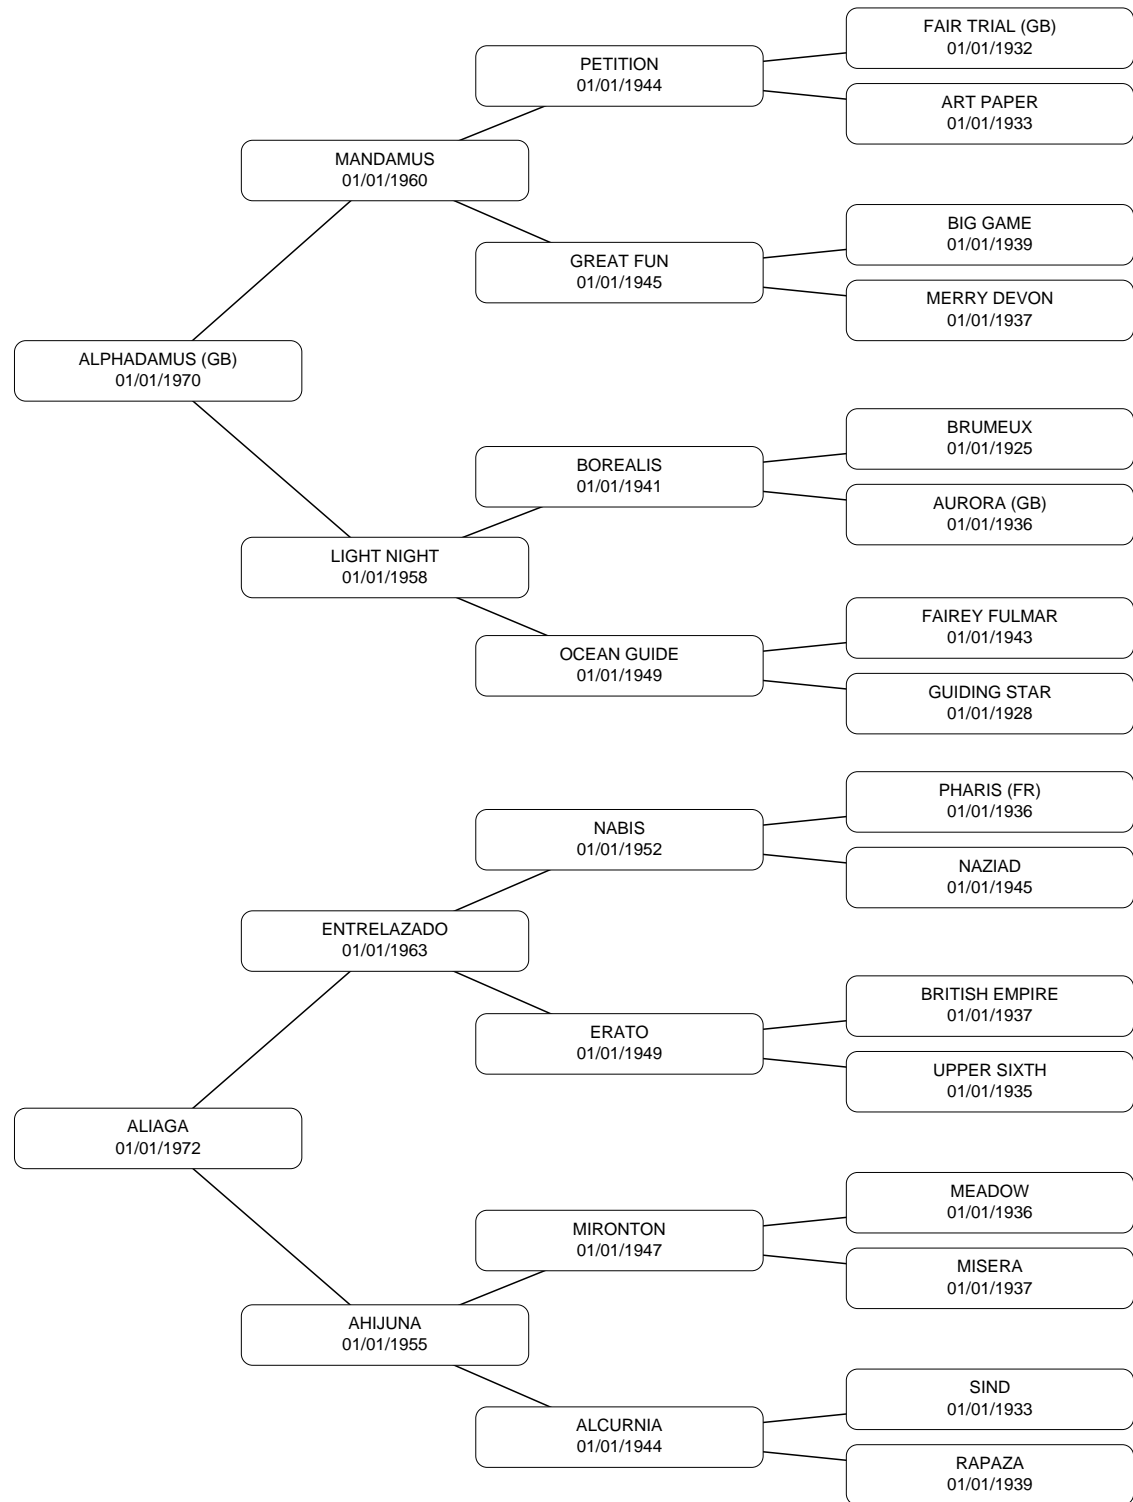 FAIR TRIAL (GB)
01/01/1932
PETITION
01/01/1944
ART PAPER
01/01/1933
MANDAMUS
01/01/1960
BIG GAME
01/01/1939
GREAT FUN
01/01/1945
MERRY DEVON
01/01/1937
ALPHADAMUS (GB)
01/01/1970
BRUMEUX
01/01/1925
BOREALIS
01/01/1941
AURORA (GB)
01/01/1936
LIGHT NIGHT
01/01/1958
FAIREY FULMAR
01/01/1943
OCEAN GUIDE
01/01/1949
GUIDING STAR
01/01/1928
PHARIS (FR)
01/01/1936
NABIS
01/01/1952
NAZIAD
01/01/1945
ENTRELAZADO
01/01/1963
BRITISH EMPIRE
01/01/1937
ERATO
01/01/1949
UPPER SIXTH
01/01/1935
ALIAGA
01/01/1972
MEADOW
01/01/1936
MIRONTON
01/01/1947
MISERA
01/01/1937
AHIJUNA
01/01/1955
SIND
01/01/1933
ALCURNIA
01/01/1944
RAPAZA
01/01/1939